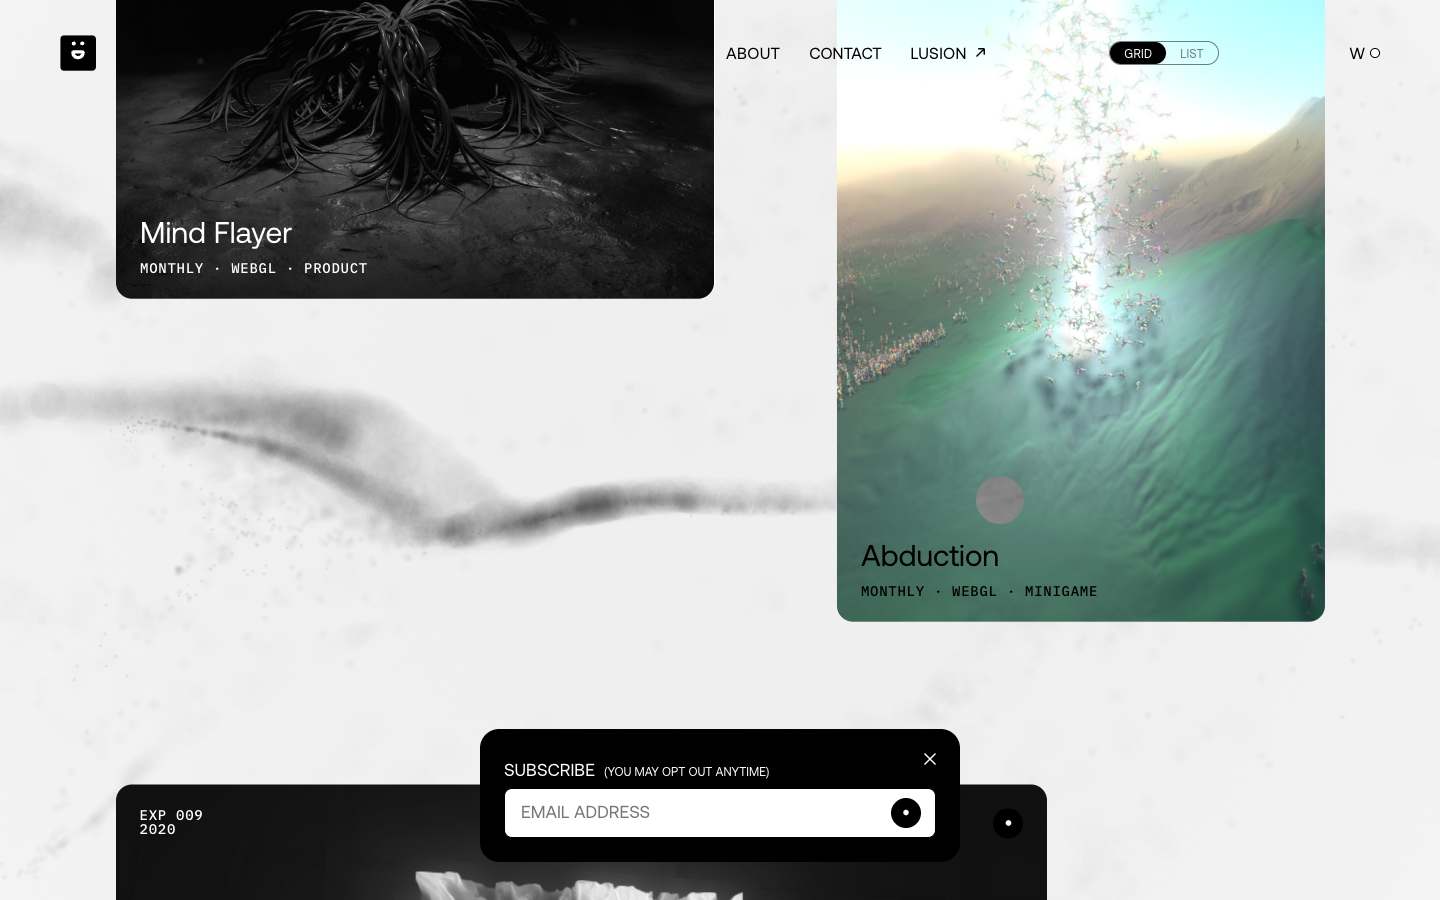 ABOUT CONTACT LUSION ↗ GRID LIST W
Mind Flayer
MONTHLY · WEBGL · PRODUCT
Abduction
MONTHLY · WEBGL · MINIGAME
SUBSCRIBE (YOU MAY OPT OUT ANYTIME)
EMAIL ADDRESS
EXP 009
2020